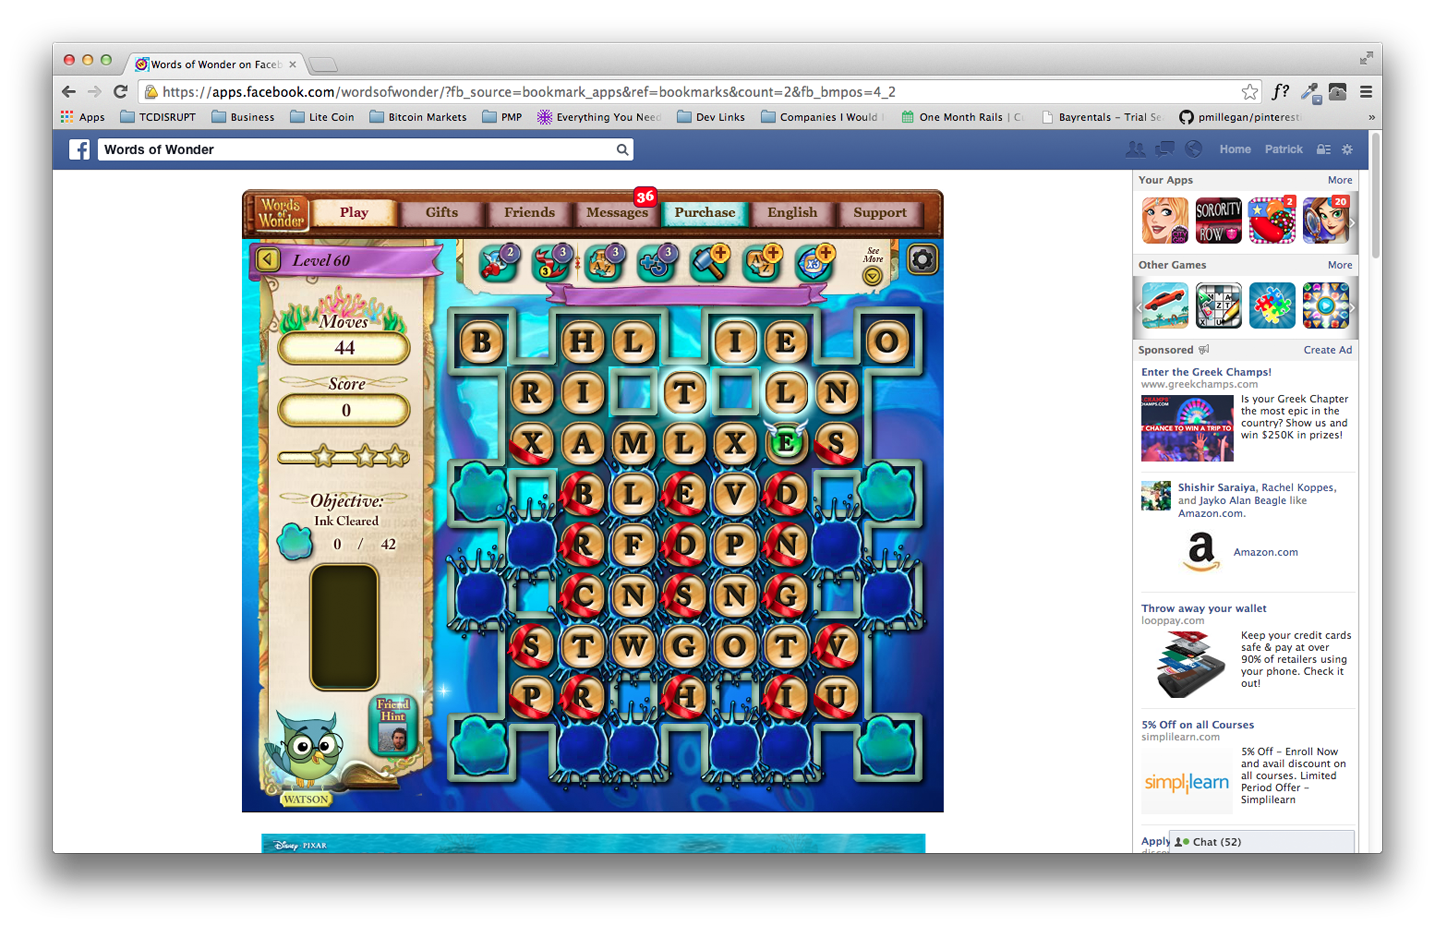 Words of Wonder on Faceb
https://apps.facebook.com/wordsofwonder/?fb_source=bookmark_apps&ref=bookmarks&count=2&fb_bmpos=4_2
f?
Apps TCDISRUPT Business Lite Coin Bitcoin Markets PMP Everything You Need Dev Links Companies I Would One Month Rails | C Bayrentals – Trial Se pmillegan/pinterest »
Words of Wonder
Home Patrick
Words of Wonder
Play
Gifts
Friends
Messages
36
Purchase
English
Support
Level 60
2 3 3 3
3
See More
Moves
44
Score
0
Objective:
Ink Cleared
0 / 42
Friend Hint
WATSON
B H L I E O
R I T L N
X A M L X E S
B L E V D
R F O P N
C N S N G
S T W G O T V
P R H I U
Disney PIXAR
Your Apps More
CITY GIRL
SORORITY ROW
2
20
Other Games More
Sponsored Create Ad
Enter the Greek Champs!
www.greekchamps.com
CHAMPS.COM
T CHANCE TO WIN A TRIP TO
Is your Greek Chapter
the most epic in the
country? Show us and
win $250K in prizes!
Shishir Saraiya, Rachel Koppes,
and Jayko Alan Beagle like
Amazon.com.
a
Amazon.com
Throw away your wallet
looppay.com
Keep your credit cards
safe & pay at over
90% of retailers using
your phone. Check it
out!
5% Off on all Courses
simplilearn.com
simplilearn
5% Off – Enroll Now
and avail discount on
all courses. Limited
Period Offer –
Simplilearn
Apply
Chat (52)